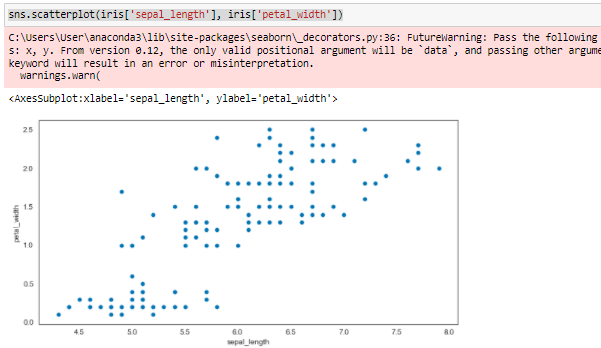 sns.scatterplot(iris['sepal_length'], iris['petal_width'])
C:\Users\User\anaconda3\lib\site-packages\seaborn\_decorators.py:36: FutureWarning: Pass the following
s: x, y. From version 0.12, the only valid positional argument will be `data`, and passing other argume
keyword will result in an error or misinterpretation.
warnings.warn(
<AxesSubplot:xlabel='sepal_length', ylabel='petal_width'>
2.5
2.0
1.5
1.0
0.5
0.0
petal_width
4.5 5.0 5.5 6.0 6.5 7.0 7.5 8.0
sepal_length